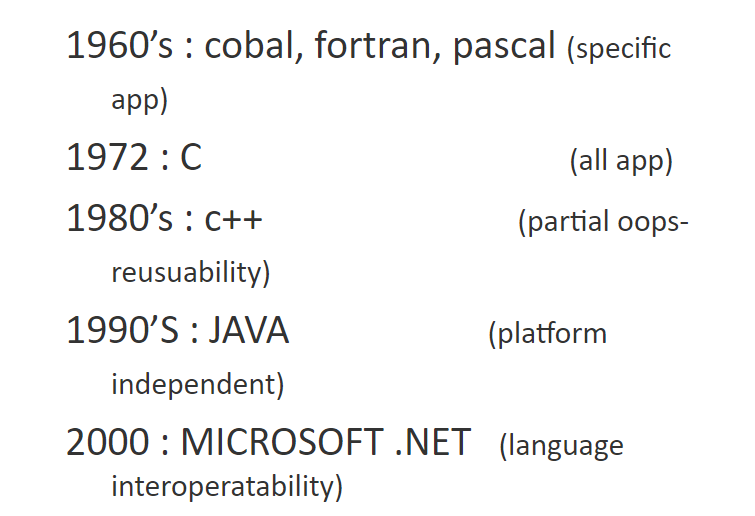 1960’s : cobal, fortran, pascal (specific
app)
1972 : C (all app)
1980’s : c++ (partial oops-
reusuability)
1990’S : JAVA (platform
independent)
2000 : MICROSOFT .NET (language
interoperatability)